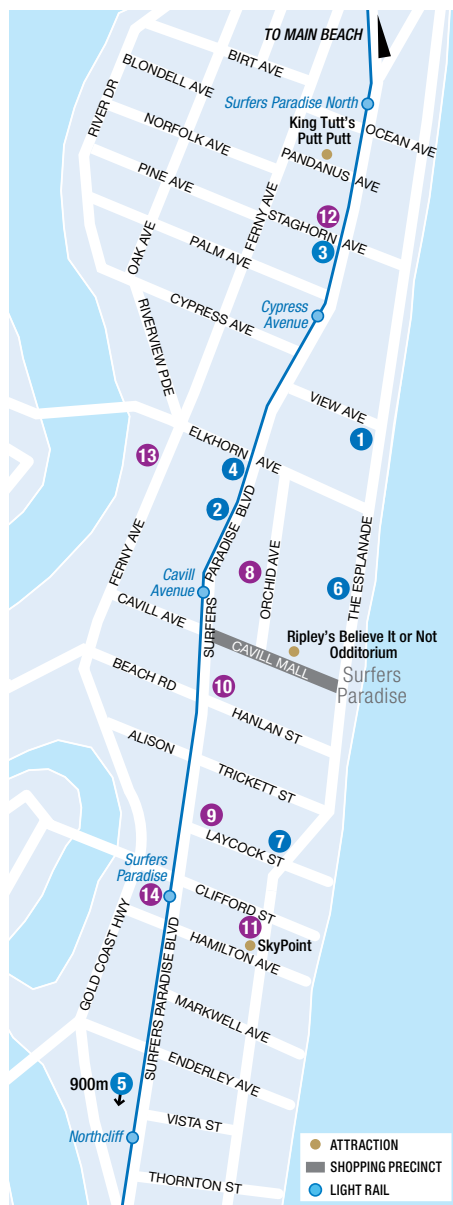 TO MAIN BEACH
BIRT AVE
BLONDELL AVE
RIVER DR
Surfers Paradise North
NORFOLK AVE
King Tutt's
Putt Putt
OCEAN AVE
PANDANUS AVE
PINE AVE
FERNY AVE
12
STAGHORN AVE
3
PALM AVE
OAK AVE
CYPRESS AVE
Cypress
Avenue
RIVERVIEW PDE
VIEW AVE
1
ELKHORN AVE
13
4
2
SURFERS PARADISE BLVD
FERNY AVE
8
ORCHID AVE
Cavill
Avenue
6
THE ESPLANADE
CAVILL AVE
Ripley's Believe It or Not
Odditorium
CAVILL MALL
Surfers
Paradise
BEACH RD
10
HANLAN ST
ALISON
TRICKETT ST
9
LAYCOCK ST
7
Surfers
Paradise
14
CLIFFORD ST
11
SkyPoint
HAMILTON AVE
GOLD COAST HWY
SURFERS PARADISE BLVD
MARKWELL AVE
ENDERLEY AVE
900m
5
VISTA ST
Northcliff
THORNTON ST
ATTRACTION
SHOPPING PRECINCT
LIGHT RAIL